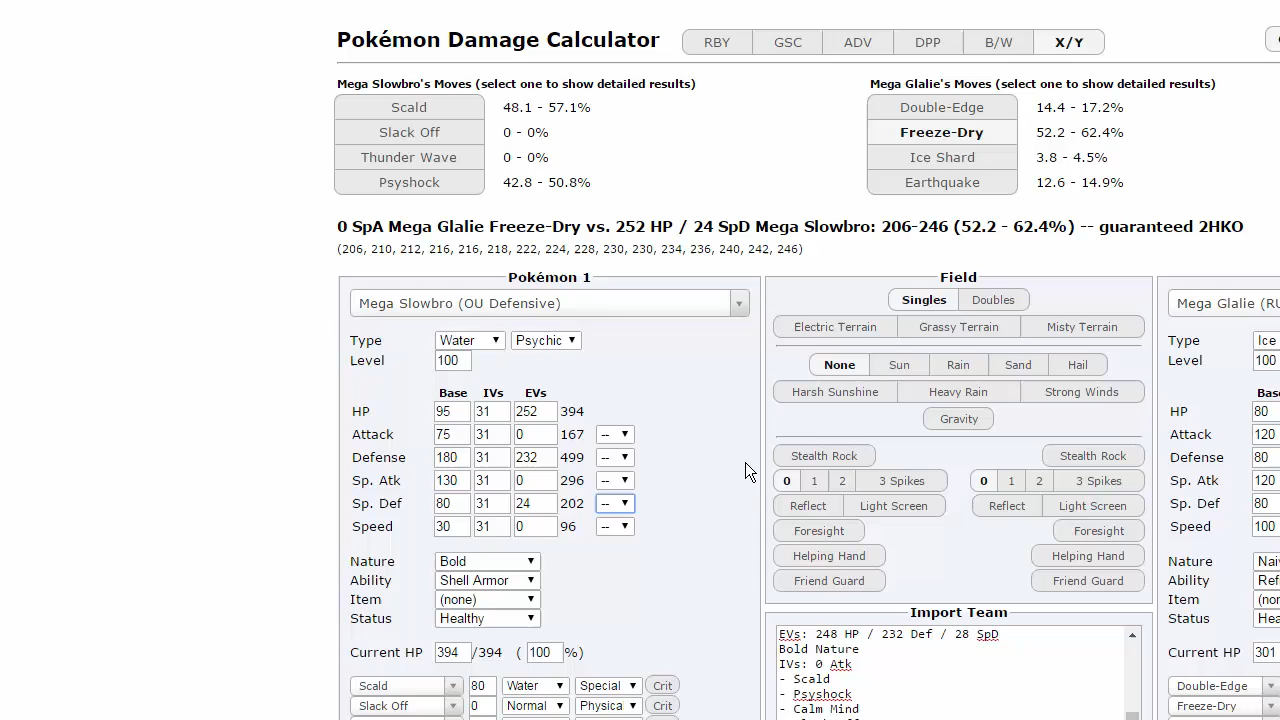 Pokémon Damage Calculator RBY GSC ADV DPP B/W X/Y
Mega Slowbro's Moves (select one to show detailed results) Mega Glalie's Moves (select one to show detailed results)
Scald 48.1 - 57.1% Double-Edge 14.4 - 17.2%
Slack Off 0 - 0% Freeze-Dry 52.2 - 62.4%
Thunder Wave 0 - 0% Ice Shard 3.8 - 4.5%
Psyshock 42.8 - 50.8% Earthquake 12.6 - 14.9%
0 SpA Mega Glalie Freeze-Dry vs. 252 HP / 24 SpD Mega Slowbro: 206-246 (52.2 - 62.4%) -- guaranteed 2HKO
(206, 210, 212, 216, 216, 218, 222, 224, 228, 230, 230, 234, 236, 240, 242, 246)
Pokémon 1
Mega Slowbro (OU Defensive)
Type Water Psychic
Level 100
Base IVs EVs
HP 95 31 252 394
Attack 75 31 0 167 --
Defense 180 31 232 499 --
Sp. Atk 130 31 0 296 --
Sp. Def 80 31 24 202 --
Speed 30 31 0 96 --
Nature Bold
Ability Shell Armor
Item (none)
Status Healthy
Current HP 394 /394 ( 100 %)
Scald 80 Water Special Crit
Slack Off 0 Normal Physica Crit
Field
Singles Doubles
Electric Terrain Grassy Terrain Misty Terrain
None Sun Rain Sand Hail
Harsh Sunshine Heavy Rain Strong Winds
Gravity
Stealth Rock Stealth Rock
0 1 2 3 Spikes 0 1 2 3 Spikes
Reflect Light Screen Reflect Light Screen
Foresight Foresight
Helping Hand Helping Hand
Friend Guard Friend Guard
Import Team
EVs: 248 HP / 232 Def / 28 SpD
Bold Nature
IVs: 0 Atk
- Scald
- Psyshock
- Calm Mind
Mega Glalie (RU
Type Ice
Level 100
Base
HP 80
Attack 120
Defense 80
Sp. Atk 120
Sp. Def 80
Speed 100
Nature Nai
Ability Ref
Item (nor
Status Hea
Current HP 301
Double-Edge
Freeze-Dry